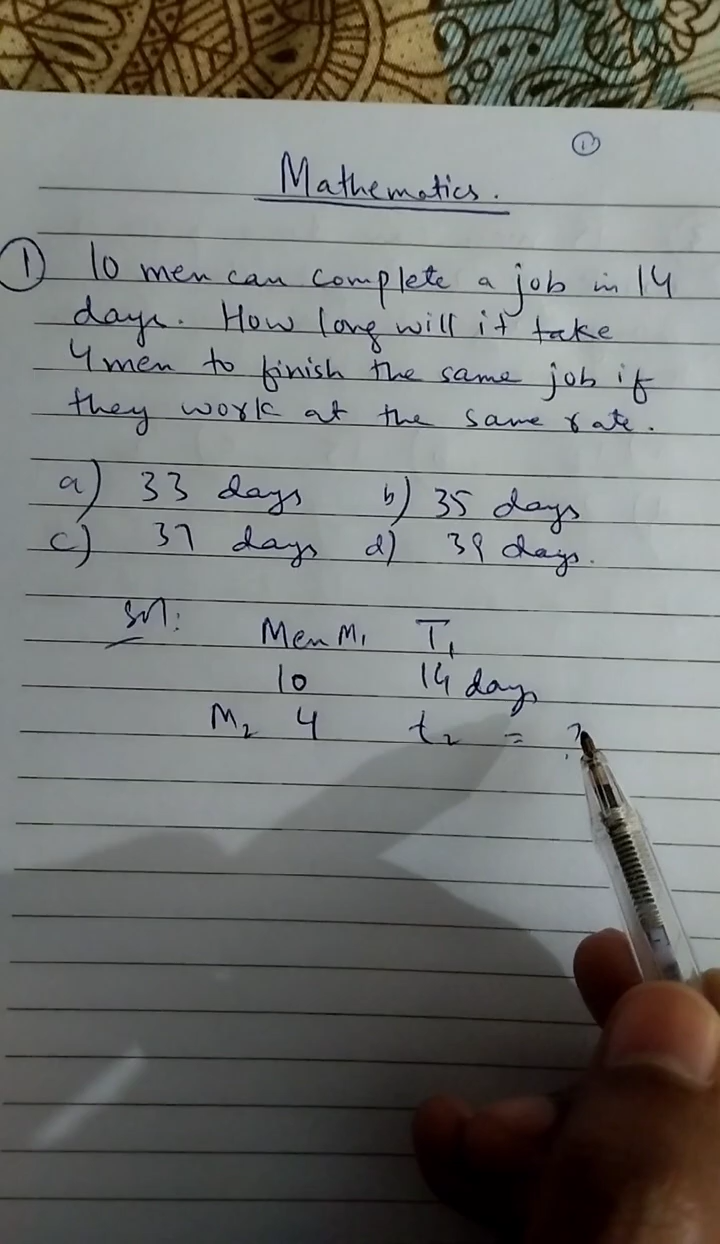 1
Mathematics.
1 10 men can complete a job in 14
days. How long will it take
4 men to finish the same job if
they work at the same rate.
a) 33 days b) 35 days
c) 37 days d) 39 days.
Sol: Men M1 T1
10 14 days
M2 4 t2 = ?